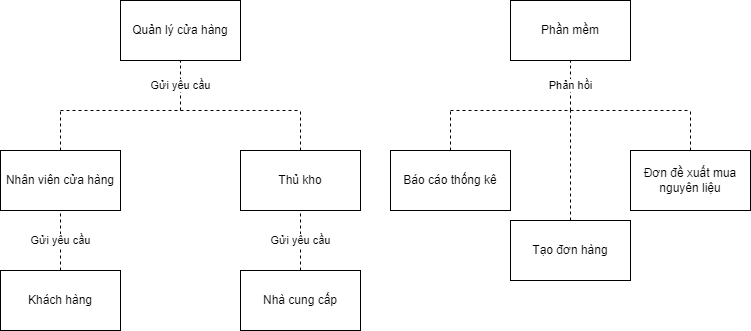 Quản lý cửa hàng
Phần mềm
Gửi yêu cầu
Phản hồi
Nhân viên cửa hàng
Thủ kho
Báo cáo thống kê
Đơn đề xuất mua
nguyên liệu
Gửi yêu cầu
Gửi yêu cầu
Tạo đơn hàng
Khách hàng
Nhà cung cấp